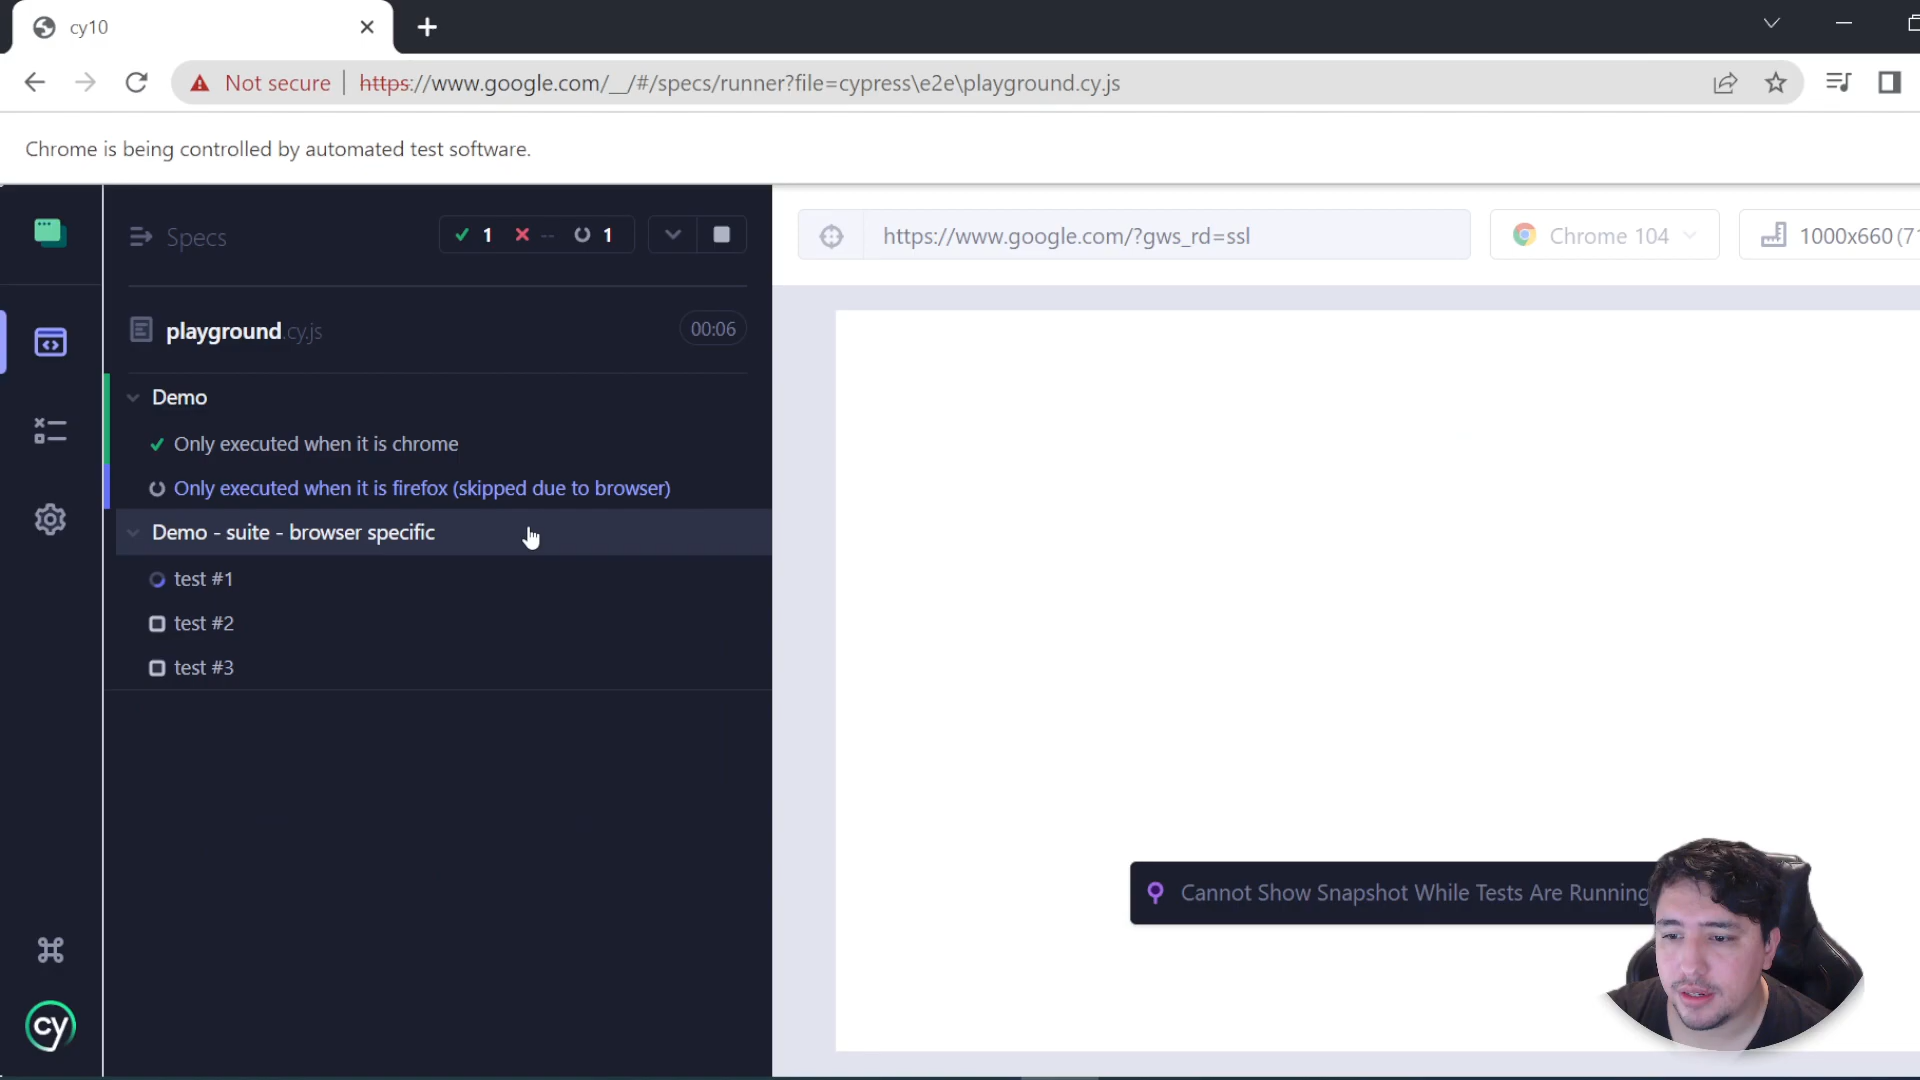 cy10
Not secure https://www.google.com/__/#/specs/runner?file=cypress\e2e\playground.cy.js
Chrome is being controlled by automated test software.
Specs
1 -- 1
https://www.google.com/?gws_rd=ssl
Chrome 104
1000x660 (71
playground.cy.js
00:06
Demo
Only executed when it is chrome
Only executed when it is firefox (skipped due to browser)
Demo - suite - browser specific
test #1
test #2
test #3
Cannot Show Snapshot While Tests Are Running
cy